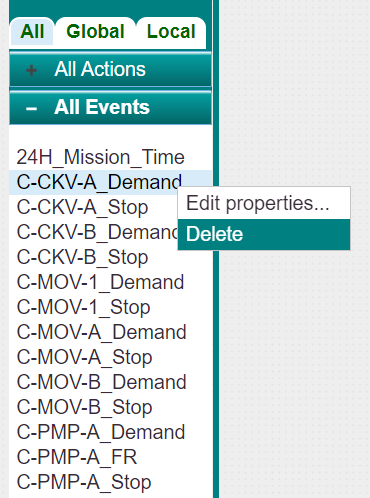 All Global Local
+ All Actions
– All Events
24H_Mission_Time
C-CKV-A_Demand
C-CKV-A_Stop
Edit properties...
C-CKV-B_Demand
Delete
C-CKV-B_Stop
C-MOV-1_Demand
C-MOV-1_Stop
C-MOV-A_Demand
C-MOV-A_Stop
C-MOV-B_Demand
C-MOV-B_Stop
C-PMP-A_Demand
C-PMP-A_FR
C-PMP-A_Stop